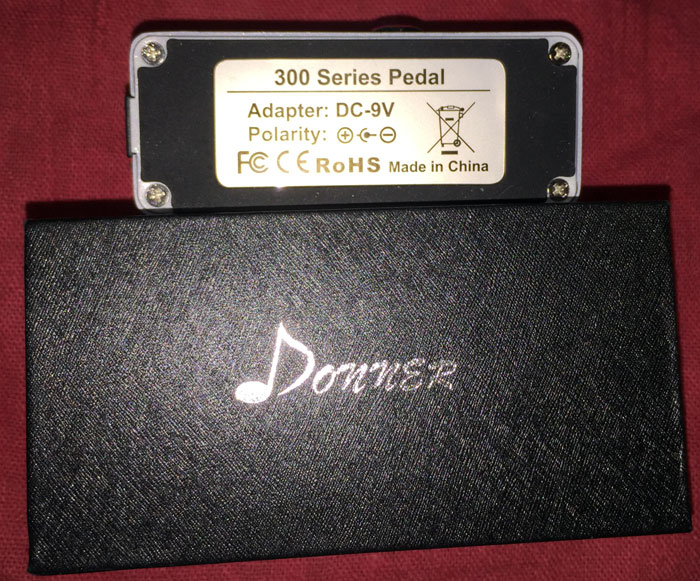 300 Series Pedal
Adapter: DC-9V
Polarity: + -
FC CE RoHS Made in China
DONNER